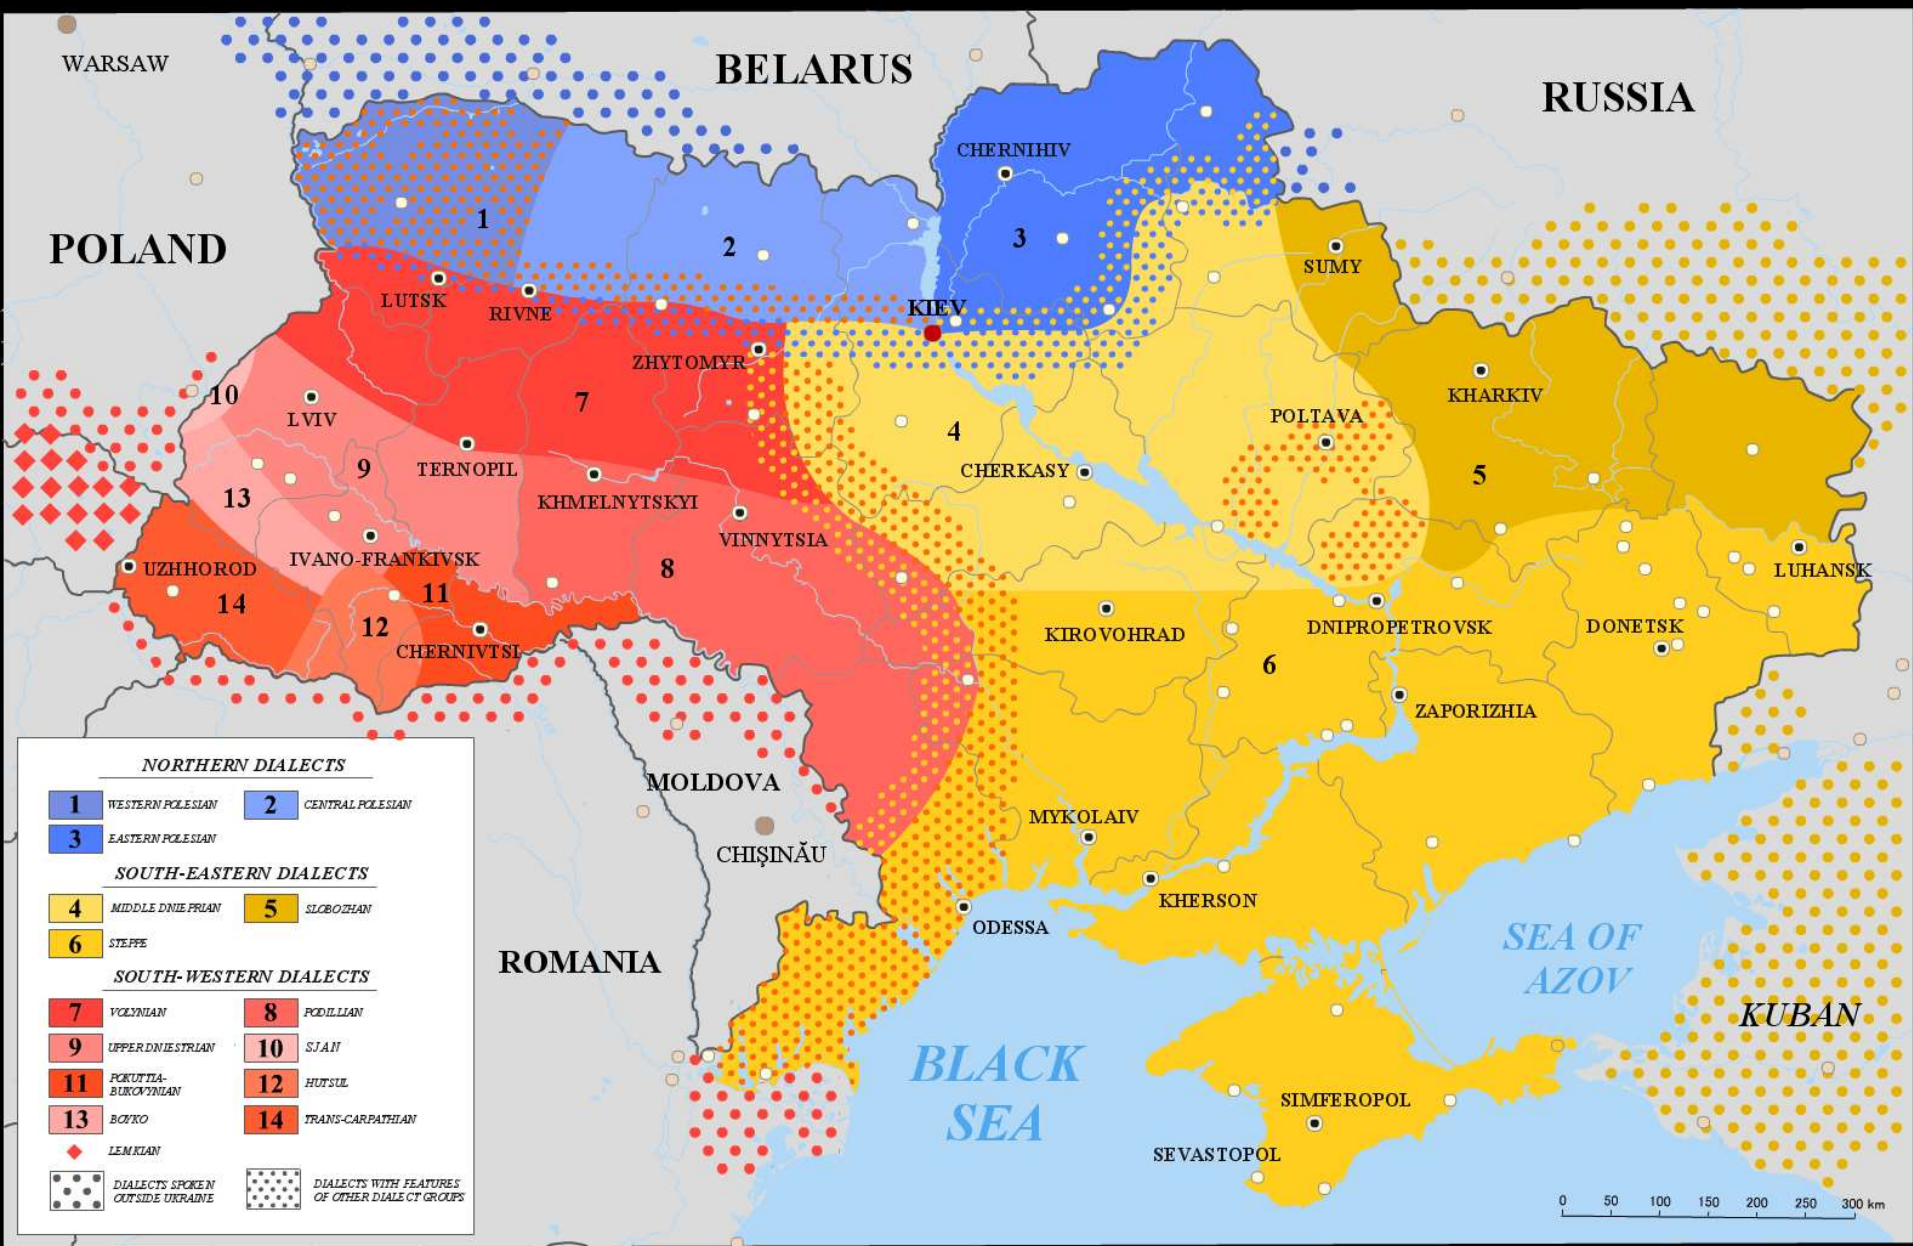 WARSAW
BELARUS
RUSSIA
CHERNIHIV
POLAND
1
2
3
SUMY
LUTSK
RIVNE
KIEV
ZHYTOMYR
10
LVIV
7
4
POLTAVA
KHARKIV
9
TERNOPIL
CHERKASY
5
13
KHMELNYTSKYI
VINNYTSIA
IVANO-FRANKIVSK
UZHHOROD
8
LUHANSK
14
11
12
KIROVOHRAD
DNIPROPETROVSK
DONETSK
CHERNIVTSI
6
ZAPORIZHIA
MOLDOVA
MYKOLAIV
CHIŞINĂU
KHERSON
ODESSA
ROMANIA
SEA OF
AZOV
KUBAN
BLACK
SEA
SIMFEROPOL
SEVASTOPOL
NORTHERN DIALECTS
1 WESTERN POLESIAN 2 CENTRAL POLESIAN
3 EASTERN POLESIAN
SOUTH-EASTERN DIALECTS
4 MIDDLE DNIEPRIAN 5 SLOBOZHAN
6 STEPPE
SOUTH-WESTERN DIALECTS
7 VOLYNIAN 8 PODILLIAN
9 UPPER DNIESTRIAN 10 SJAN
11 POKUTTIA-
BUKOVYNIAN 12 HUTSUL
13 BOYKO 14 TRANS-CARPATHIAN
LEMKIAN
DIALECTS SPOKEN
OUTSIDE UKRAINE
DIALECTS WITH FEATURES
OF OTHER DIALECT GROUPS
0 50 100 150 200 250 300 km